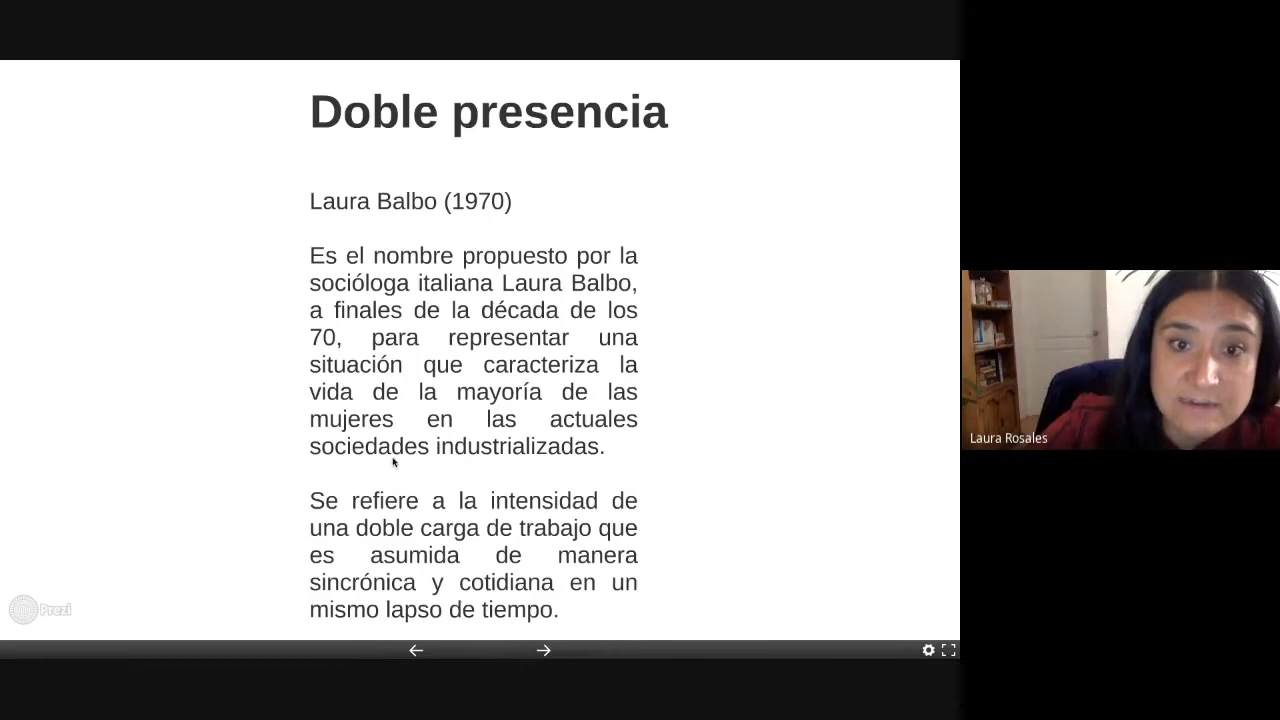 Doble presencia
Laura Balbo (1970)
Es el nombre propuesto por la
socióloga italiana Laura Balbo,
a finales de la década de los
70, para representar una
situación que caracteriza la
vida de la mayoría de las
mujeres en las actuales
sociedades industrializadas.
Se refiere a la intensidad de
una doble carga de trabajo que
es asumida de manera
sincrónica y cotidiana en un
mismo lapso de tiempo.
Prezi
Laura Rosales